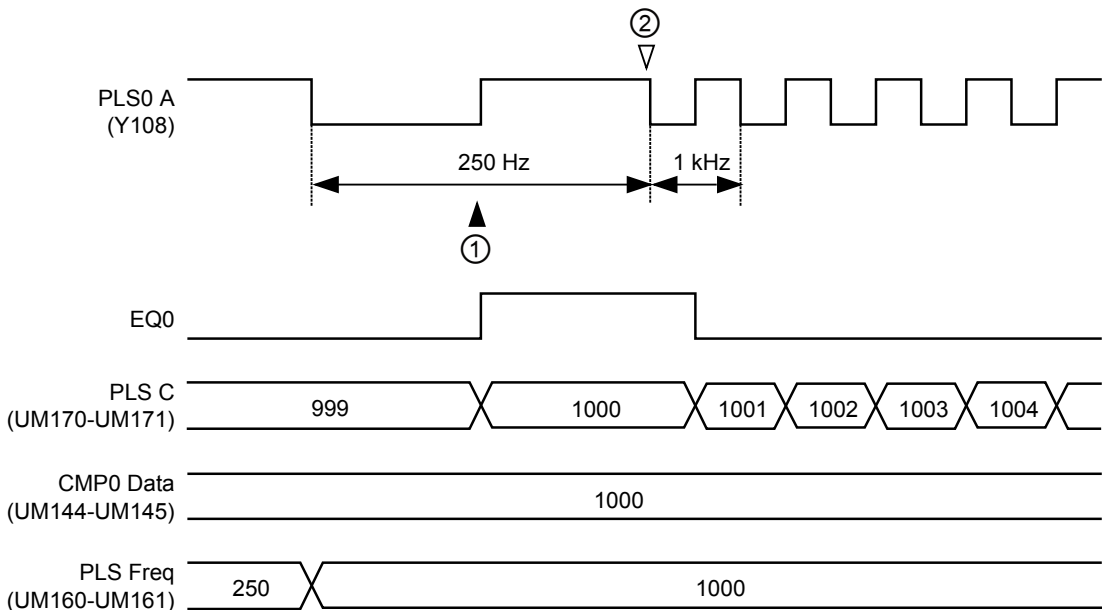 ②
PLS0 A
(Y108)
250 Hz
1 kHz
①
EQ0
PLS C
(UM170-UM171)
999
1000
1001
1002
1003
1004
CMP0 Data
(UM144-UM145)
1000
PLS Freq
(UM160-UM161)
250
1000